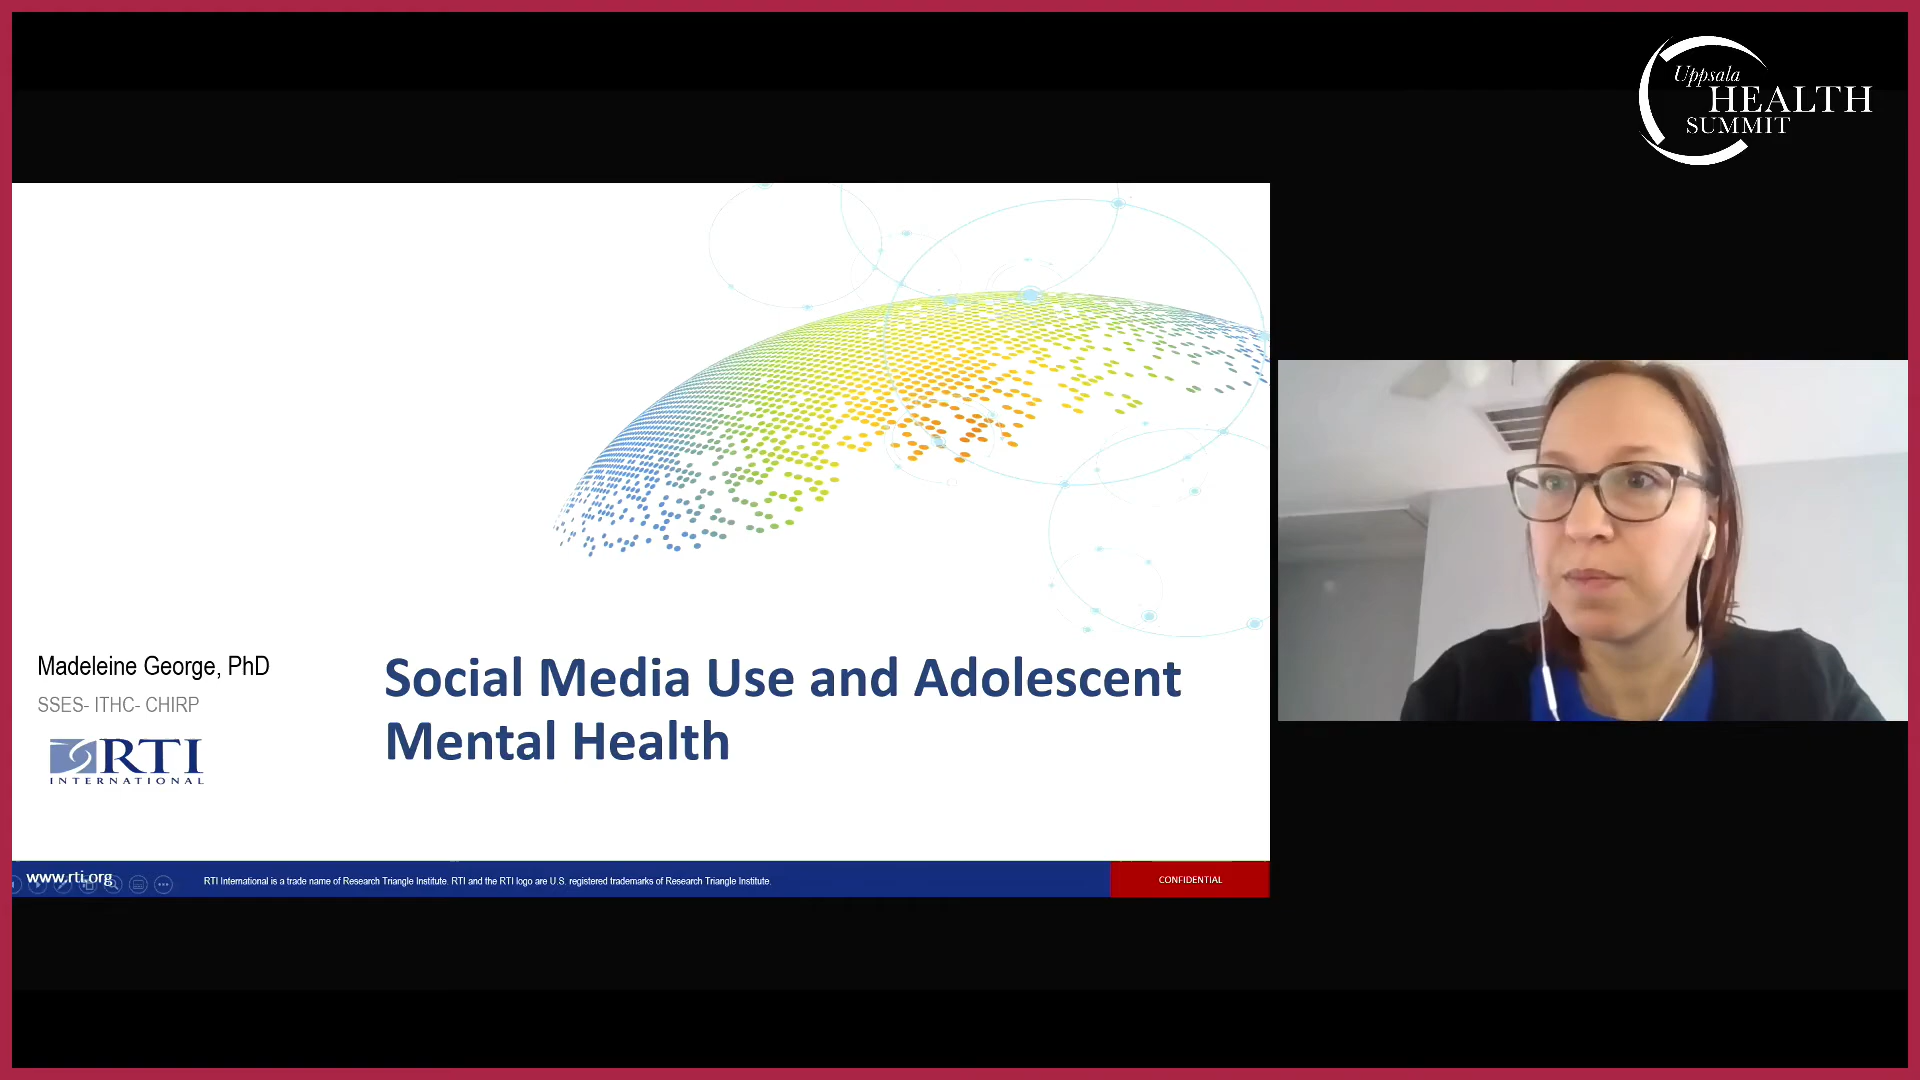 Uppsala
HEALTH
SUMMIT
Madeleine George, PhD
SSES- ITHC- CHIRP
RTI
INTERNATIONAL
Social Media Use and Adolescent
Mental Health
www.rti.org
RTI International is a trade name of Research Triangle Institute. RTI and the RTI logo are U.S. registered trademarks of Research Triangle Institute.
CONFIDENTIAL